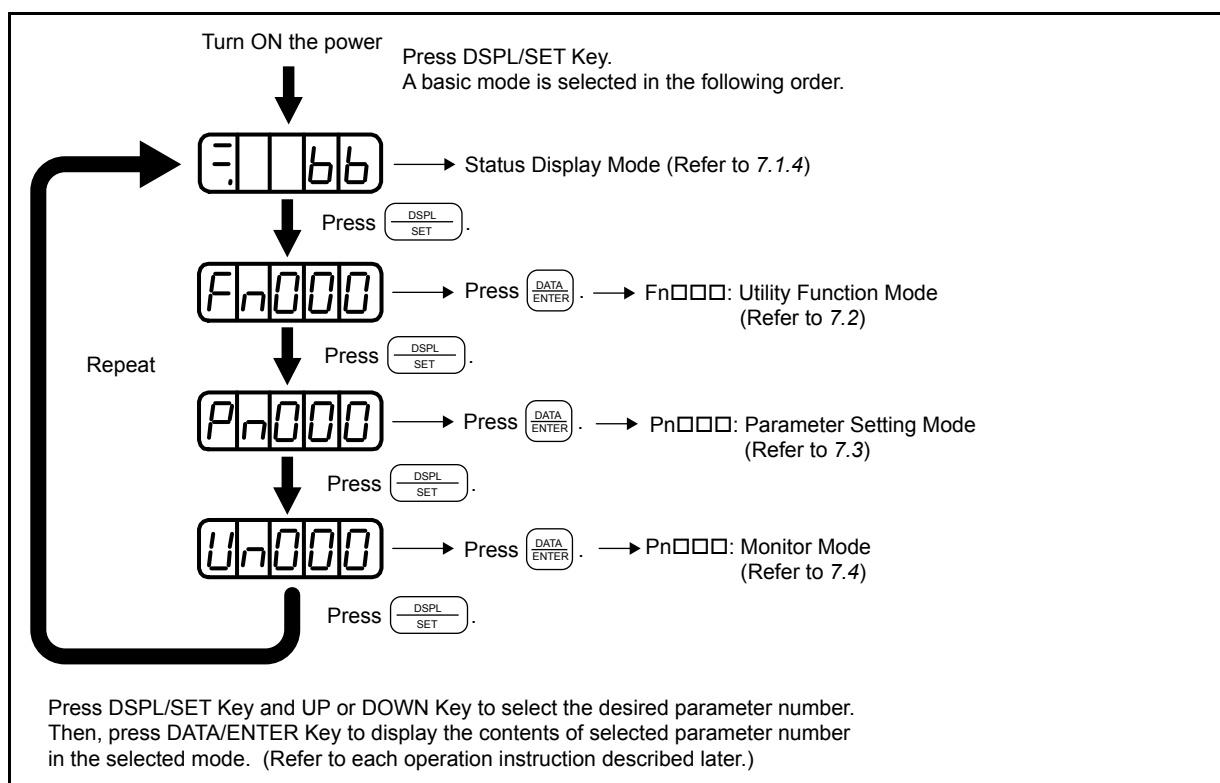 Turn ON the power
Press DSPL/SET Key.
A basic mode is selected in the following order.
bb
Status Display Mode (Refer to 7.1.4)
Press DSPL/SET.
Fn000
Press DATA/ENTER.
Fn□□□: Utility Function Mode
(Refer to 7.2)
Repeat
Press DSPL/SET.
Pn000
Press DATA/ENTER.
Pn□□□: Parameter Setting Mode
(Refer to 7.3)
Press DSPL/SET.
Un000
Press DATA/ENTER.
Pn□□□: Monitor Mode
(Refer to 7.4)
Press DSPL/SET.
Press DSPL/SET Key and UP or DOWN Key to select the desired parameter number.
Then, press DATA/ENTER Key to display the contents of selected parameter number
in the selected mode. (Refer to each operation instruction described later.)